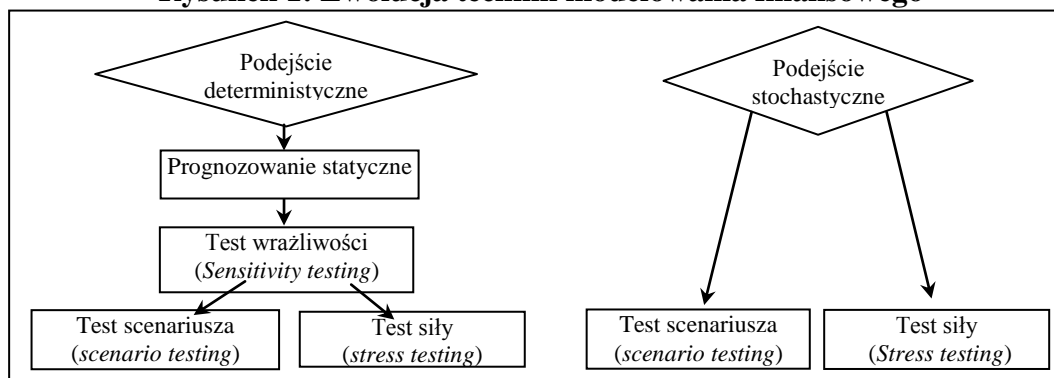 Podejście
deterministyczne
Prognozowanie statyczne
Test wrażliwości
(Sensitivity testing)
Test scenariusza
(scenario testing)
Test siły
(stress testing)
Podejście
stochastyczne
Test scenariusza
(scenario testing)
Test siły
(Stress testing)